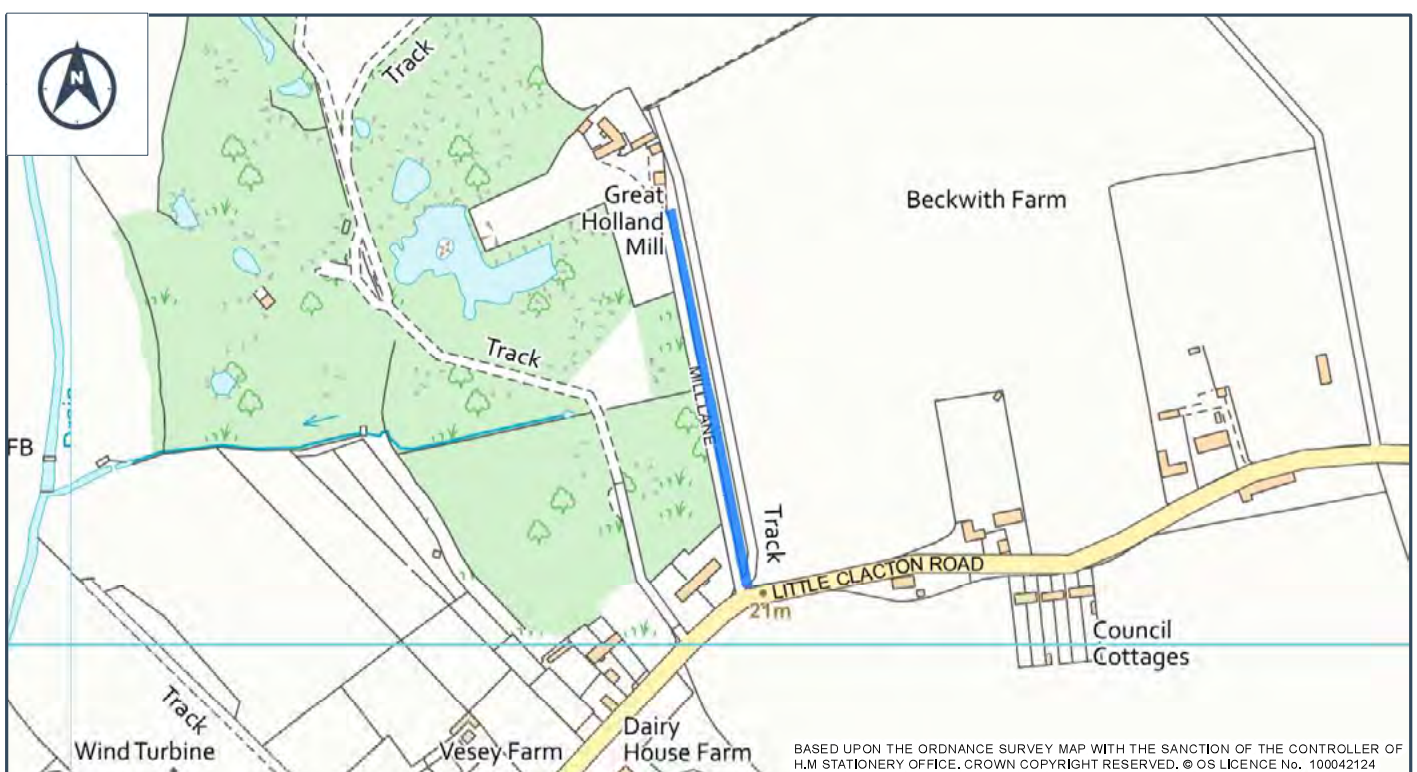 N
Track
Great
Holland
Mill
Beckwith Farm
Track
MILL LANE
Drain
FB
Track
LITTLE CLACTON ROAD
21m
Council
Cottages
Track
Wind Turbine
Vesey Farm
Dairy
House Farm
BASED UPON THE ORDNANCE SURVEY MAP WITH THE SANCTION OF THE CONTROLLER OF
H.M STATIONERY OFFICE. CROWN COPYRIGHT RESERVED. © OS LICENCE No. 100042124